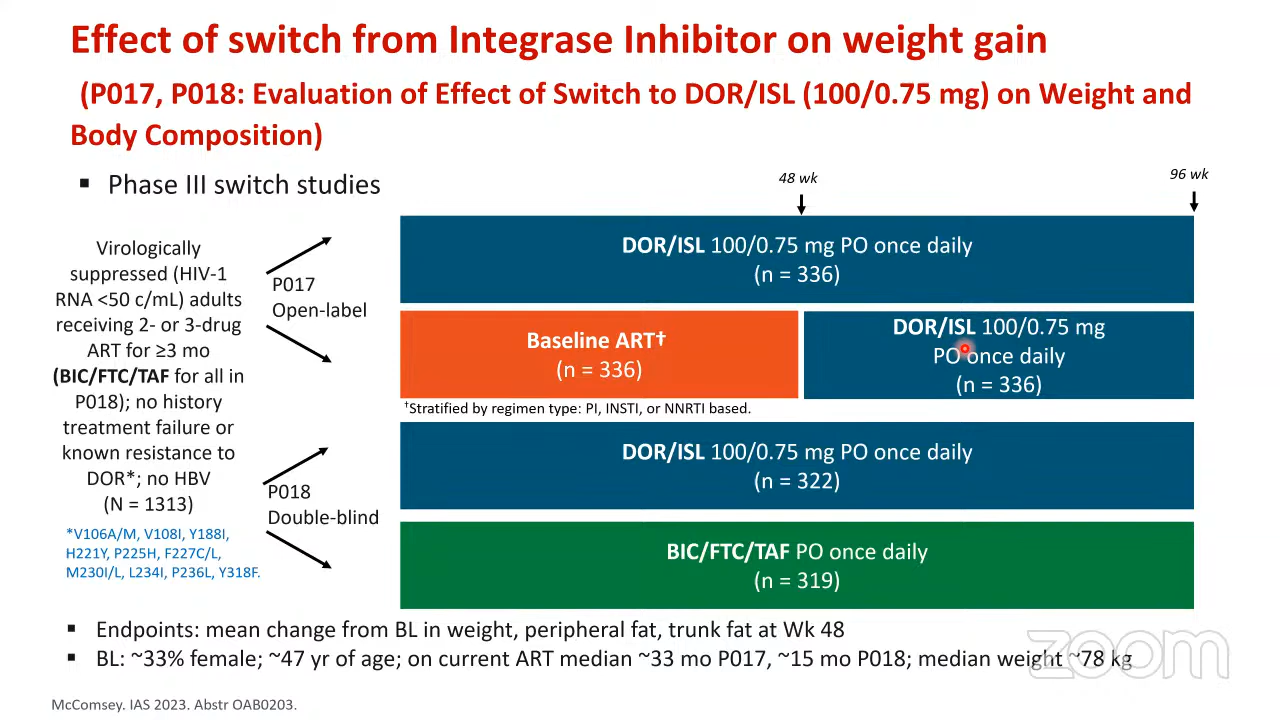 Effect of switch from Integrase Inhibitor on weight gain
(P017, P018: Evaluation of Effect of Switch to DOR/ISL (100/0.75 mg) on Weight and
Body Composition)
▪ Phase III switch studies
48 wk
96 wk
Virologically
suppressed (HIV-1
RNA <50 c/mL) adults
receiving 2- or 3-drug
ART for ≥3 mo
(BIC/FTC/TAF for all in
P018); no history
treatment failure or
known resistance to
DOR*; no HBV
(N = 1313)
*V106A/M, V108I, Y188I,
H221Y, P225H, F227C/L,
M230I/L, L234I, P236L, Y318F.
P017
Open-label
DOR/ISL 100/0.75 mg PO once daily
(n = 336)
Baseline ART†
(n = 336)
DOR/ISL 100/0.75 mg
PO once daily
(n = 336)
†Stratified by regimen type: PI, INSTI, or NNRTI based.
P018
Double-blind
DOR/ISL 100/0.75 mg PO once daily
(n = 322)
BIC/FTC/TAF PO once daily
(n = 319)
▪ Endpoints: mean change from BL in weight, peripheral fat, trunk fat at Wk 48
▪ BL: ~33% female; ~47 yr of age; on current ART median ~33 mo P017, ~15 mo P018; median weight ~78 kg
zoom
McComsey. IAS 2023. Abstr OAB0203.